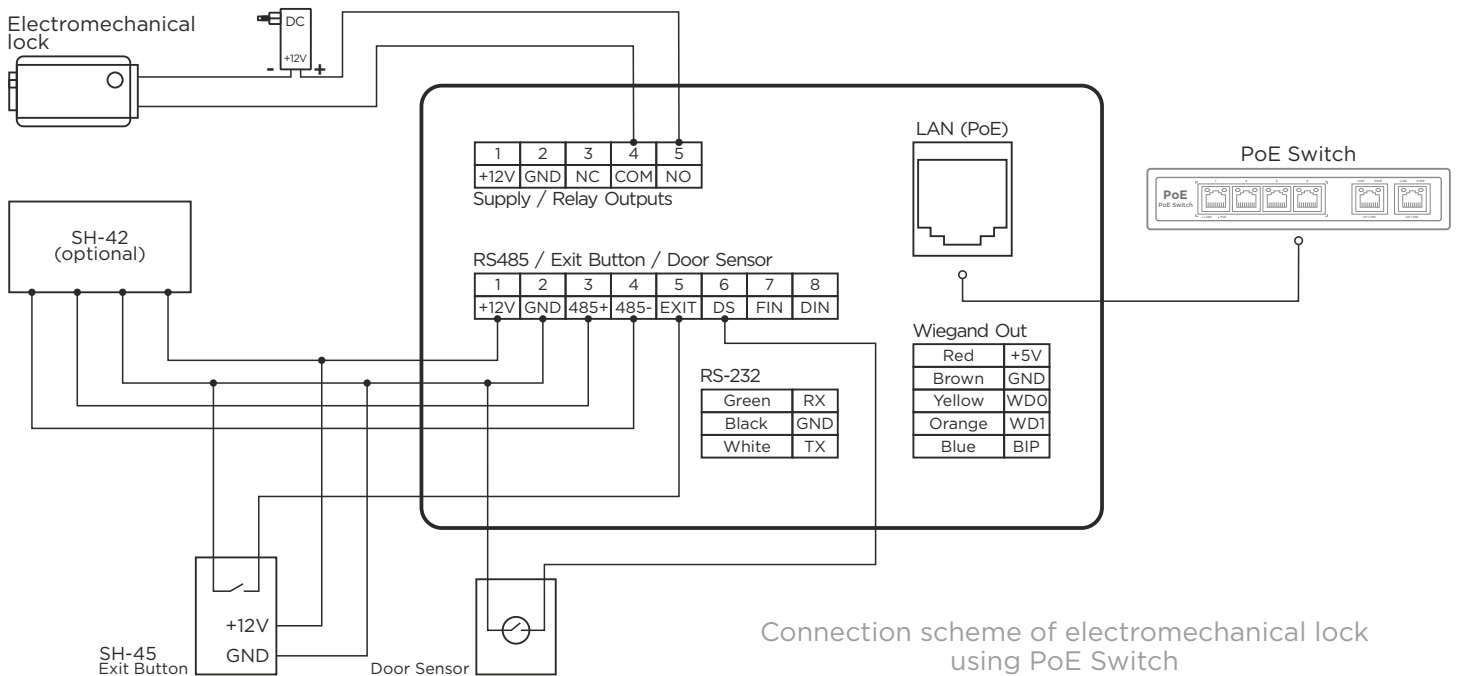 Electromechanical
lock
DC
+12V
- +
1 2 3 4 5
+12V GND NC COM NO
Supply / Relay Outputs
LAN (PoE)
PoE Switch
PoE
PoE Switch
SH-42
(optional)
RS485 / Exit Button / Door Sensor
1 2 3 4 5 6 7 8
+12V GND 485+ 485- EXIT DS FIN DIN
Wiegand Out
Red +5V
Brown GND
Yellow WD0
Orange WD1
Blue BIP
RS-232
Green RX
Black GND
White TX
+12V
GND
SH-45
Exit Button
Door Sensor
Connection scheme of electromechanical lock
using PoE Switch